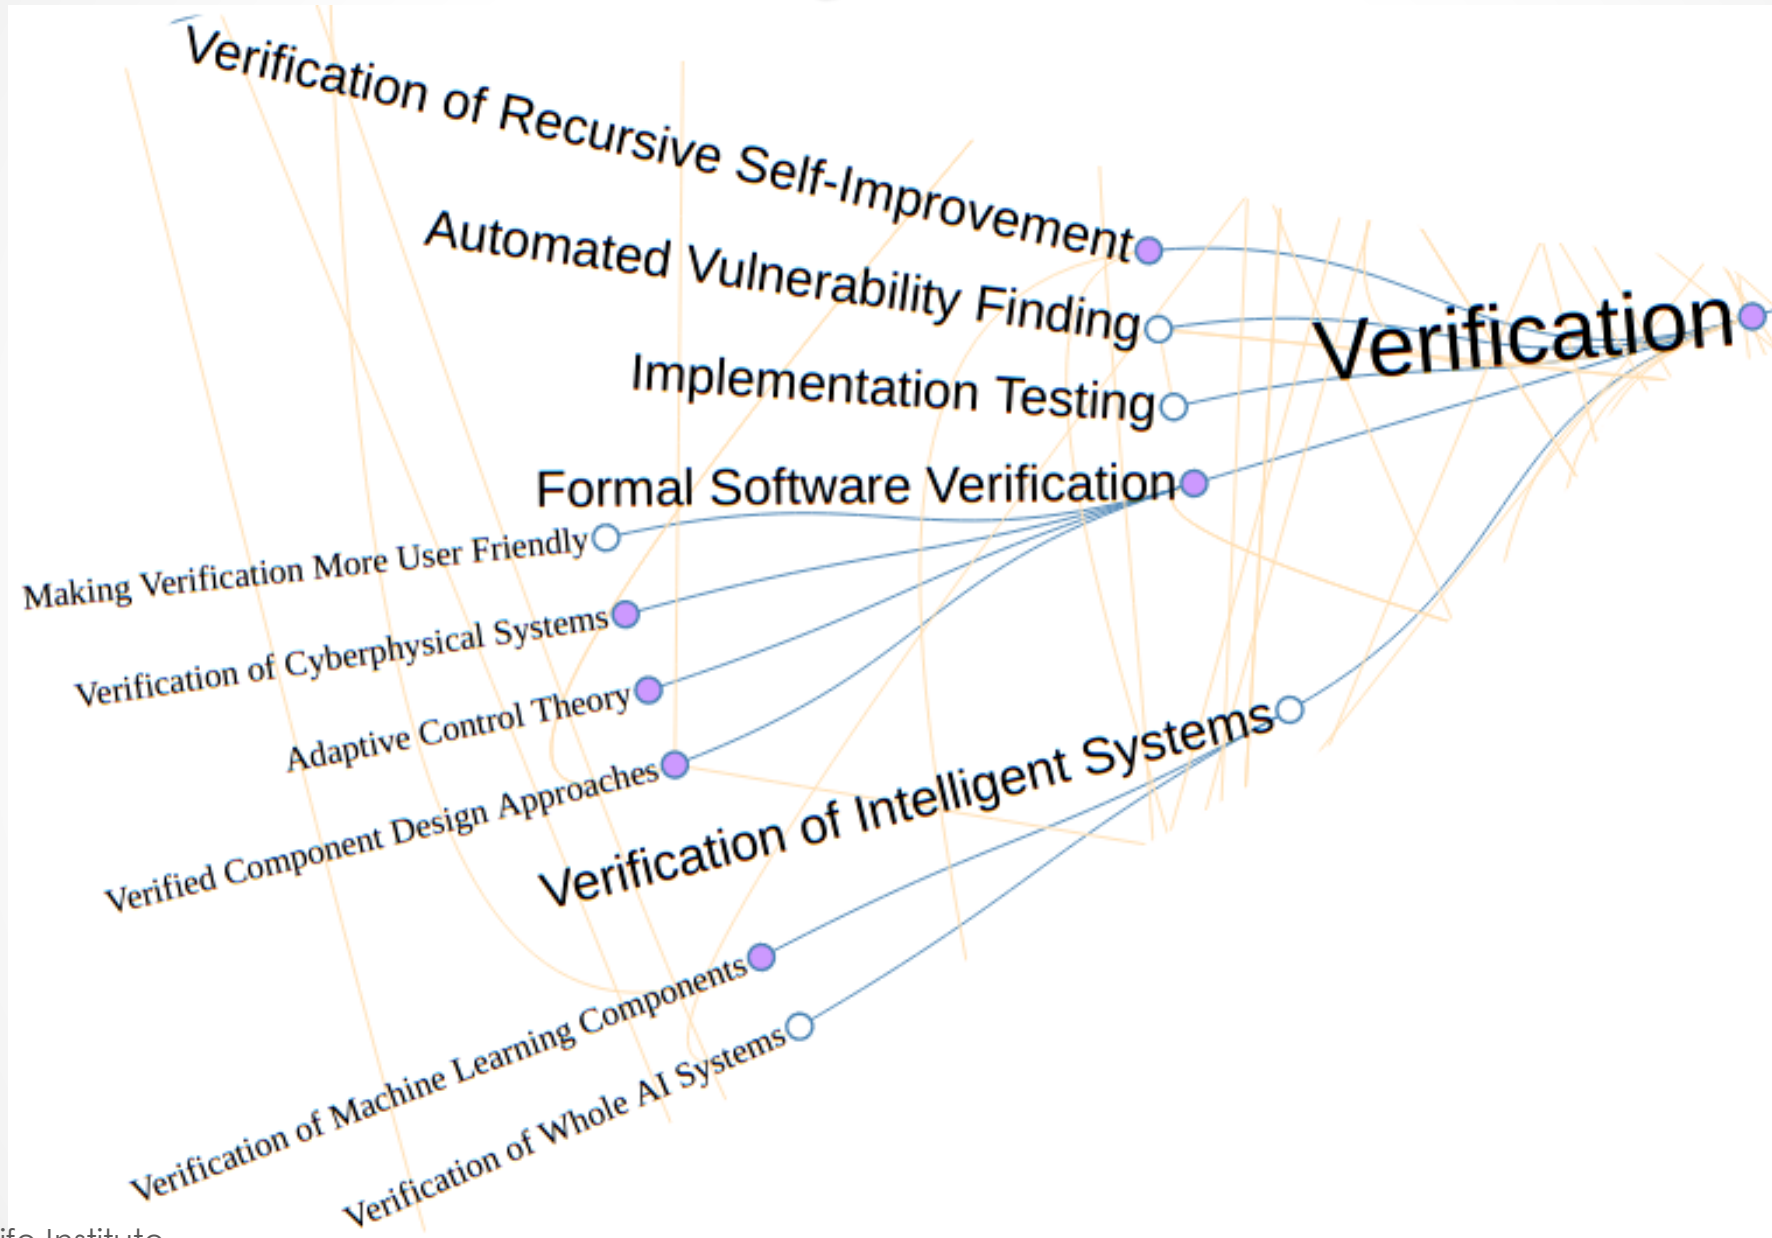 Verification of Recursive Self-Improvement
Automated Vulnerability Finding
Verification
Implementation Testing
Formal Software Verification
Making Verification More User Friendly
Verification of Cyberphysical Systems
Adaptive Control Theory
Verified Component Design Approaches
Verification of Intelligent Systems
Verification of Machine Learning Components
Verification of Whole AI Systems
Institute